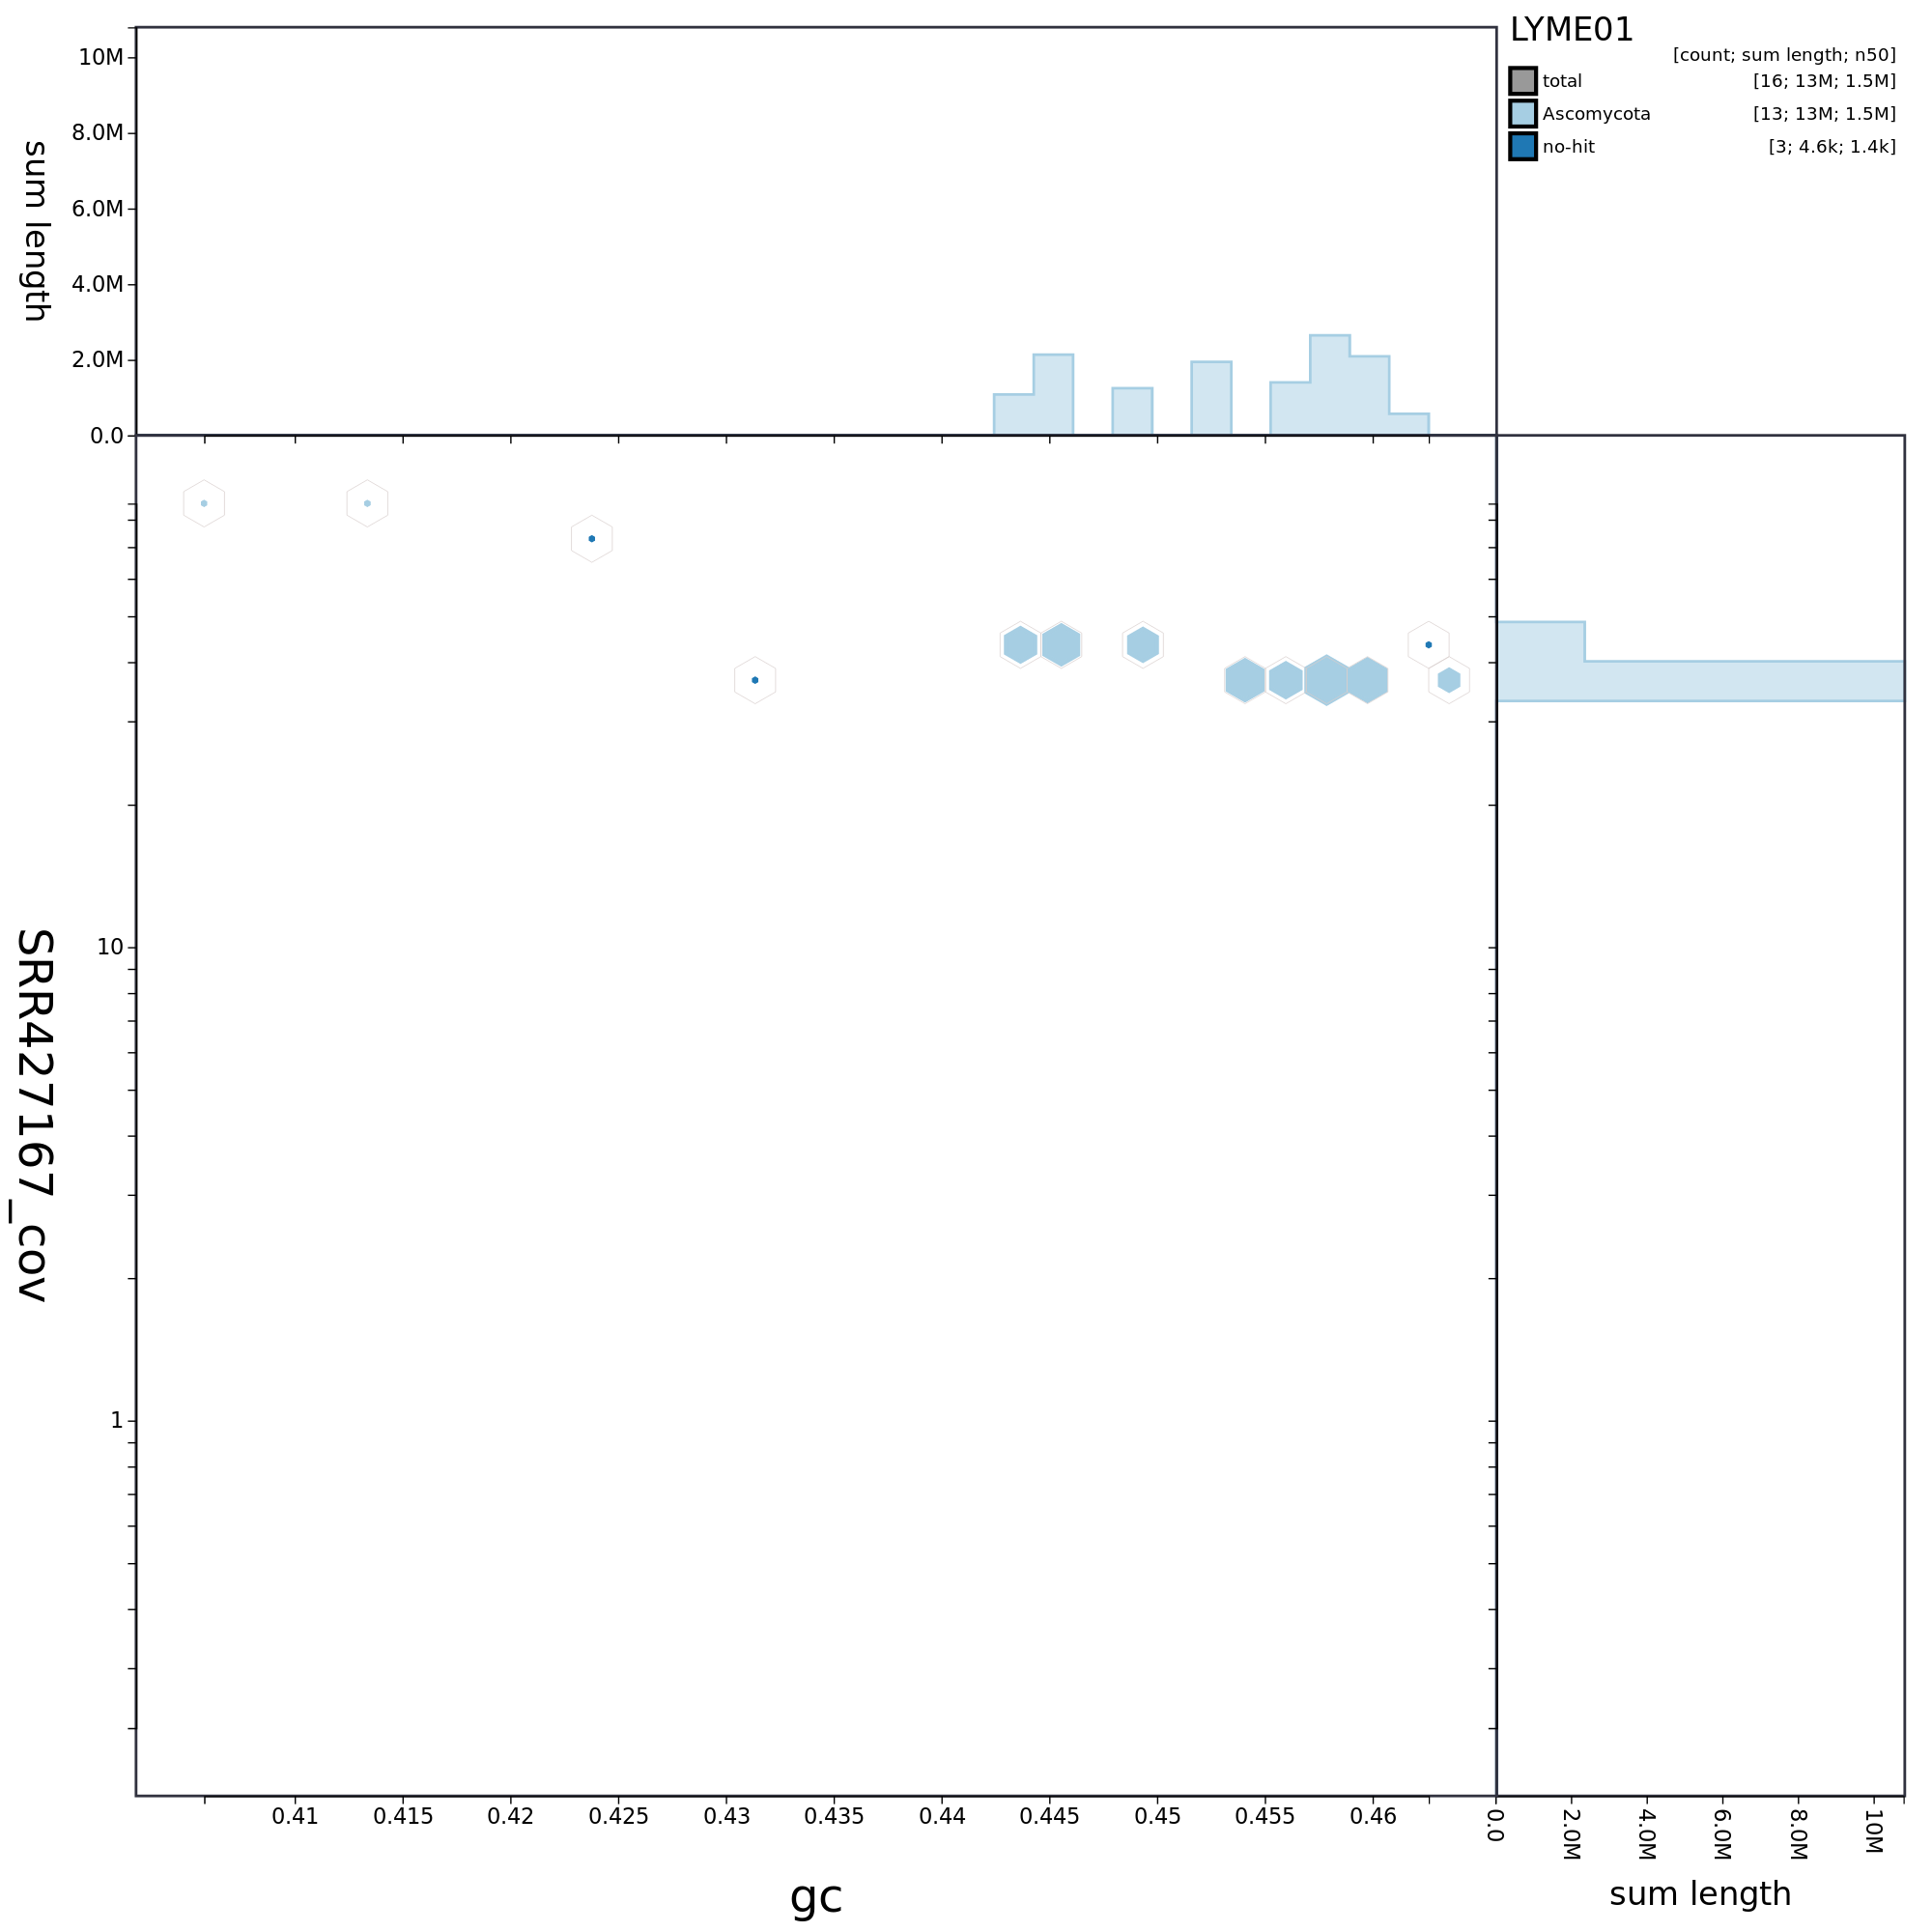 LYME01
[count; sum length; n50]
total [16; 13M; 1.5M]
Ascomycota [13; 13M; 1.5M]
no-hit [3; 4.6k; 1.4k]
sum length
10M
8.0M
6.0M
4.0M
2.0M
0.0
SRR427167_cov
10
1
0.41 0.415 0.42 0.425 0.43 0.435 0.44 0.445 0.45 0.455 0.46
gc
0.0 2.0M 4.0M 6.0M 8.0M 10M
sum length